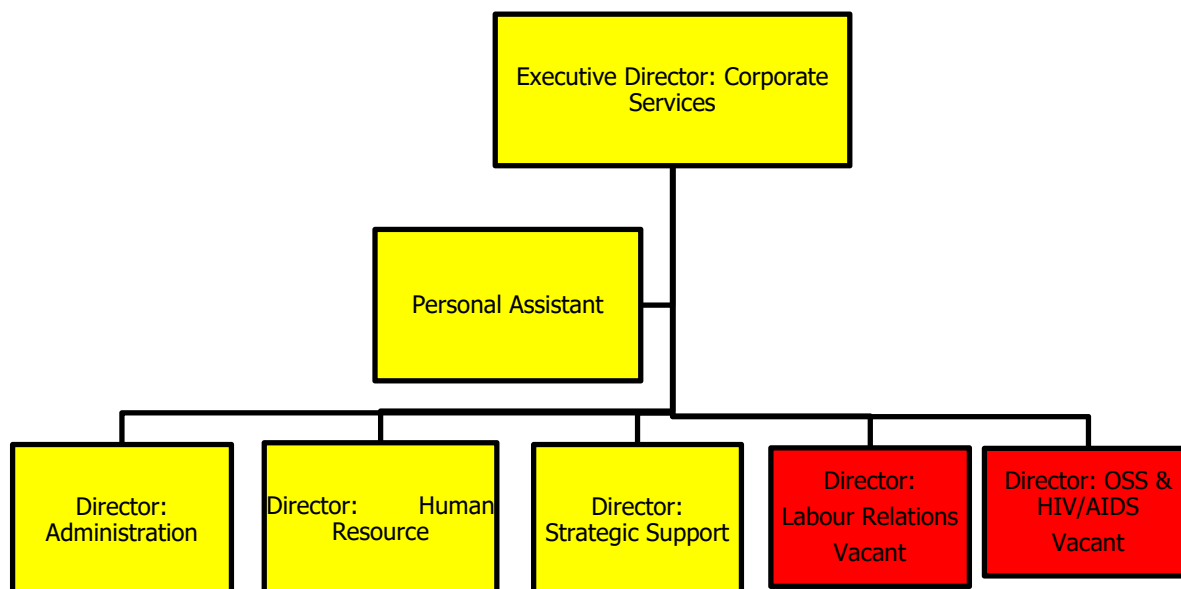 Executive Director: Corporate
Services
Personal Assistant
Director:
Administration
Director: Human
Resource
Director:
Strategic Support
Director:
Labour Relations
Vacant
Director: OSS &
HIV/AIDS
Vacant